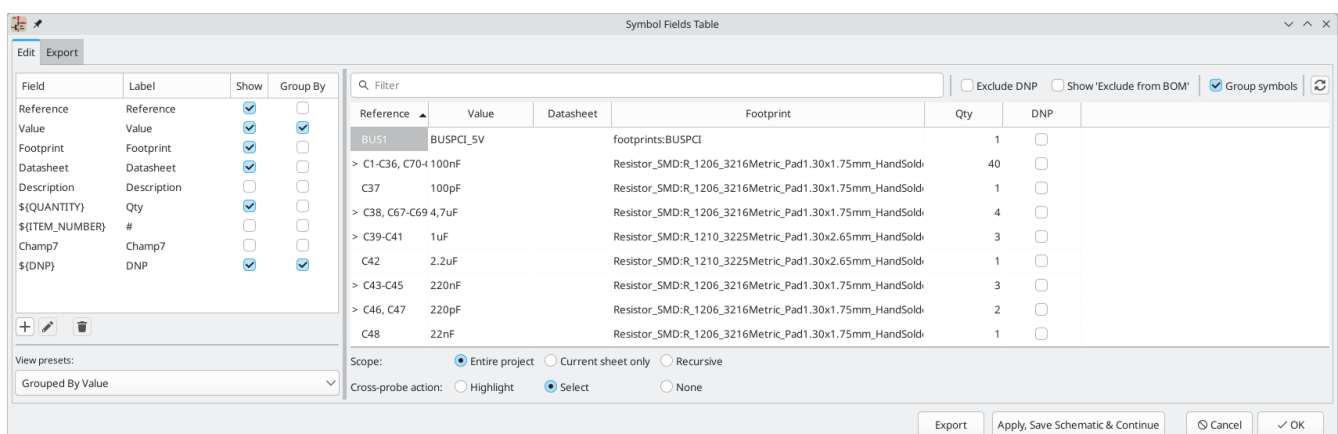 Symbol Fields Table
Edit Export
Field Label Show Group By
Reference Reference
Value Value
Footprint Footprint
Datasheet Datasheet
Description Description
${QUANTITY} Qty
${ITEM_NUMBER} #
Champ7 Champ7
${DNP} DNP
View presets:
Grouped By Value
Filter Exclude DNP Show 'Exclude from BOM' Group symbols
Reference Value Datasheet Footprint Qty DNP
BUS1 BUSPCI_5V footprints:BUSPCI 1
> C1-C36, C70-( 100nF Resistor_SMD:R_1206_3216Metric_Pad1.30x1.75mm_HandSold 40
C37 100pF Resistor_SMD:R_1206_3216Metric_Pad1.30x1.75mm_HandSold 1
> C38, C67-C69 4,7uF Resistor_SMD:R_1206_3216Metric_Pad1.30x1.75mm_HandSold 4
> C39-C41 1uF Resistor_SMD:R_1210_3225Metric_Pad1.30x2.65mm_HandSold 3
C42 2.2uF Resistor_SMD:R_1210_3225Metric_Pad1.30x2.65mm_HandSold 1
> C43-C45 220nF Resistor_SMD:R_1206_3216Metric_Pad1.30x1.75mm_HandSold 3
> C46, C47 220pF Resistor_SMD:R_1206_3216Metric_Pad1.30x1.75mm_HandSold 2
C48 22nF Resistor_SMD:R_1206_3216Metric_Pad1.30x1.75mm_HandSold 1
Scope: Entire project Current sheet only Recursive
Cross-probe action: Highlight Select None
Export Apply, Save Schematic & Continue Cancel OK